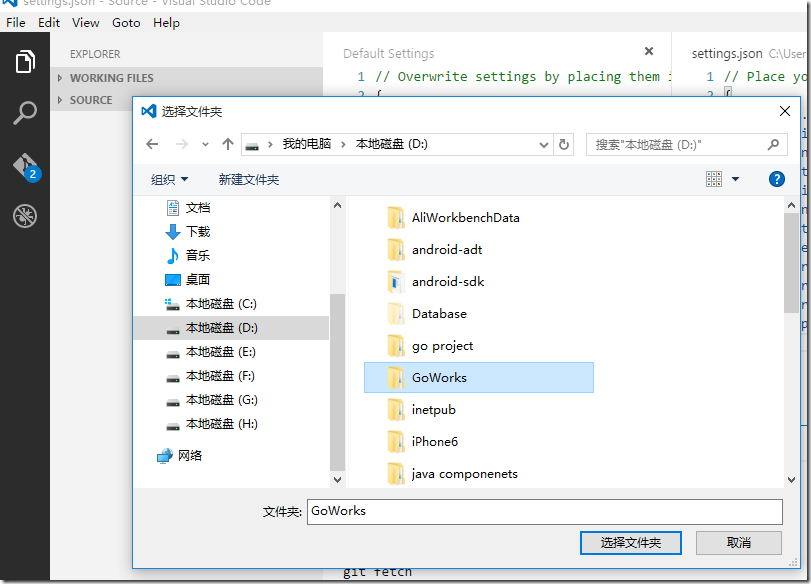 settings.json - Source - Visual Studio Code
File Edit View Goto Help
EXPLORER
WORKING FILES
SOURCE
2
Default Settings
settings.json C:\User
1 // Overwrite settings by placing them i
2 {
1 // Place yo
2 {
选择文件夹
我的电脑 本地磁盘 (D:)
搜索"本地磁盘 (D:)"
组织 新建文件夹
?
文档
下载
音乐
桌面
本地磁盘 (C:)
本地磁盘 (D:)
本地磁盘 (E:)
本地磁盘 (F:)
本地磁盘 (G:)
本地磁盘 (H:)
网络
AliWorkbenchData
android-adt
android-sdk
Database
go project
GoWorks
inetpub
iPhone6
java componenets
文件夹: GoWorks
选择文件夹 取消
git fetch